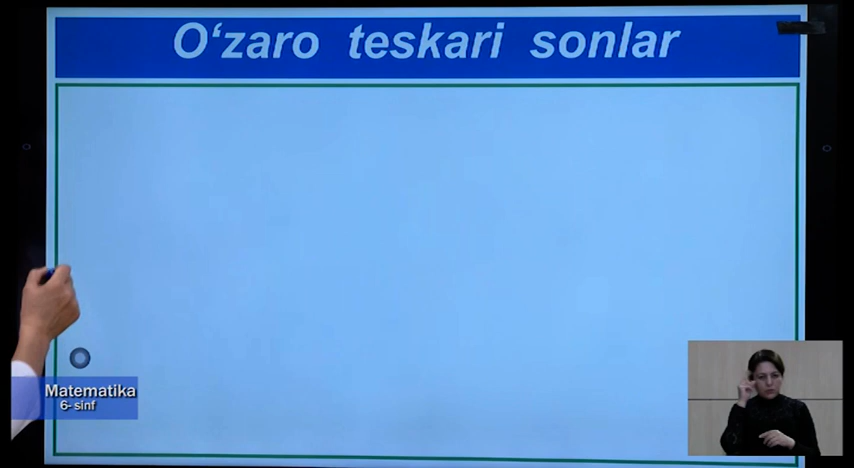 O‘zaro teskari sonlar
Matematika
6- sinf